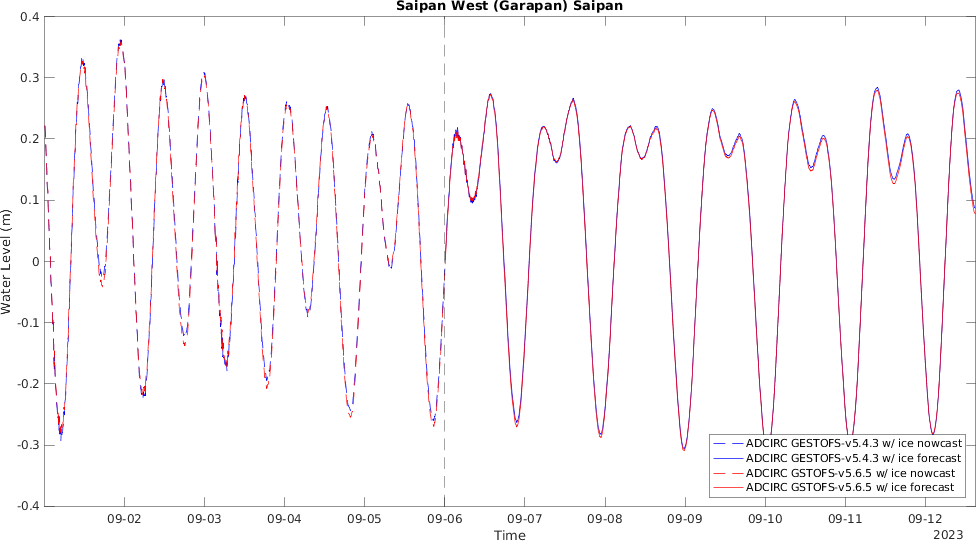 Saipan West (Garapan) Saipan
0.4
0.3
0.2
0.1
0
-0.1
-0.2
-0.3
-0.4
Water Level (m)
ADCIRC GESTOFS-v5.4.3 w/ ice nowcast
ADCIRC GESTOFS-v5.4.3 w/ ice forecast
ADCIRC GSTOFS-v5.6.5 w/ ice nowcast
ADCIRC GSTOFS-v5.6.5 w/ ice forecast
09-02 09-03 09-04 09-05 09-06 09-07 09-08 09-09 09-10 09-11 09-12
Time
2023